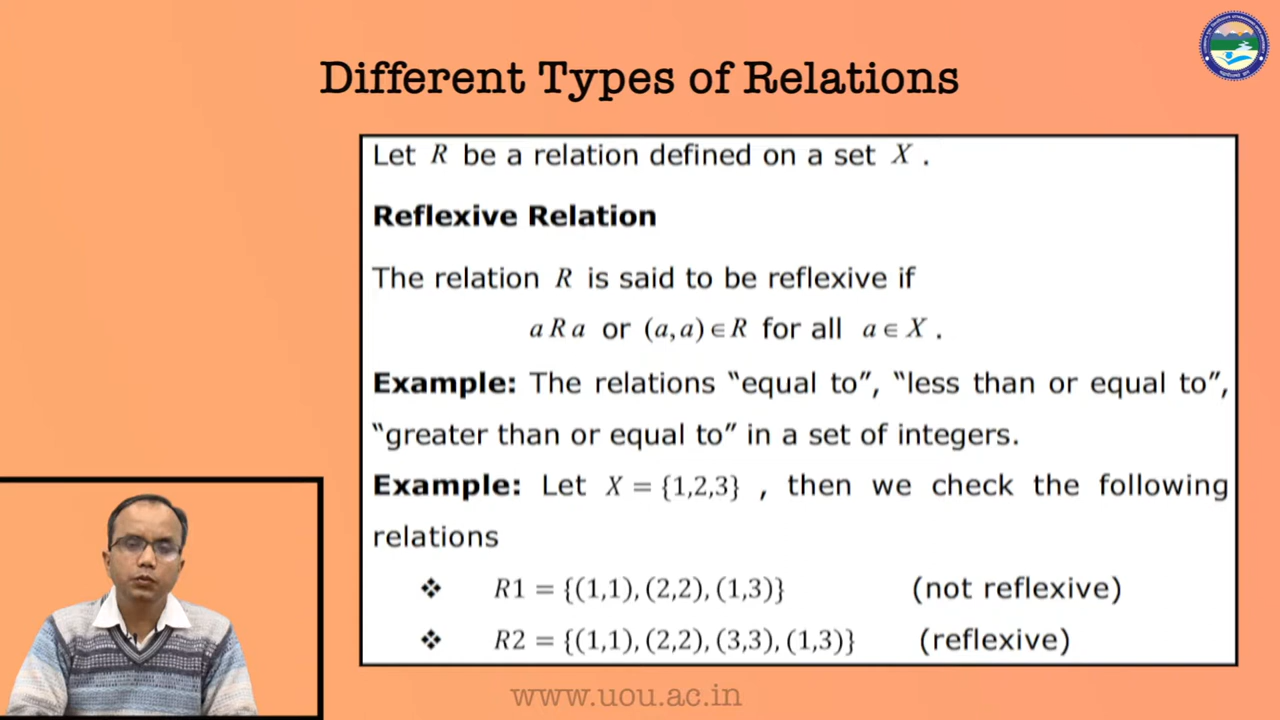 Different Types of Relations
Let R be a relation defined on a set X .
Reflexive Relation
The relation R is said to be reflexive if
a R a or (a,a) ∈ R for all a ∈ X .
Example: The relations “equal to”, “less than or equal to”,
“greater than or equal to” in a set of integers.
Example: Let X = {1,2,3} , then we check the following
relations
❖ R1 = {(1,1), (2,2), (1,3)} (not reflexive)
❖ R2 = {(1,1), (2,2), (3,3), (1,3)} (reflexive)
www.uou.ac.in